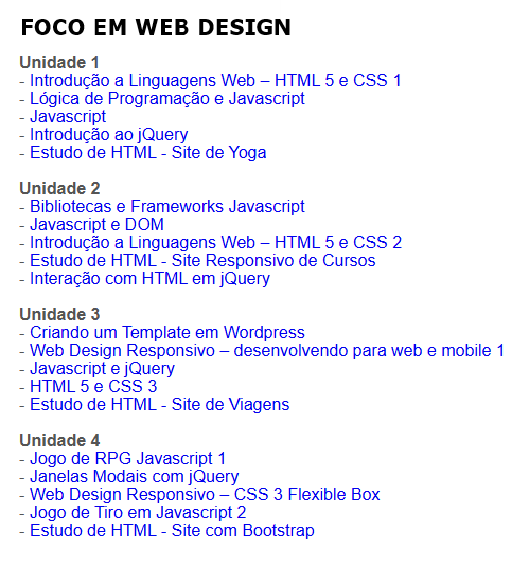 FOCO EM WEB DESIGN
Unidade 1
- Introdução a Linguagens Web – HTML 5 e CSS 1
- Lógica de Programação e Javascript
- Javascript
- Introdução ao jQuery
- Estudo de HTML - Site de Yoga
Unidade 2
- Bibliotecas e Frameworks Javascript
- Javascript e DOM
- Introdução a Linguagens Web – HTML 5 e CSS 2
- Estudo de HTML - Site Responsivo de Cursos
- Interação com HTML em jQuery
Unidade 3
- Criando um Template em Wordpress
- Web Design Responsivo – desenvolvendo para web e mobile 1
- Javascript e jQuery
- HTML 5 e CSS 3
- Estudo de HTML - Site de Viagens
Unidade 4
- Jogo de RPG Javascript 1
- Janelas Modais com jQuery
- Web Design Responsivo – CSS 3 Flexible Box
- Jogo de Tiro em Javascript 2
- Estudo de HTML - Site com Bootstrap